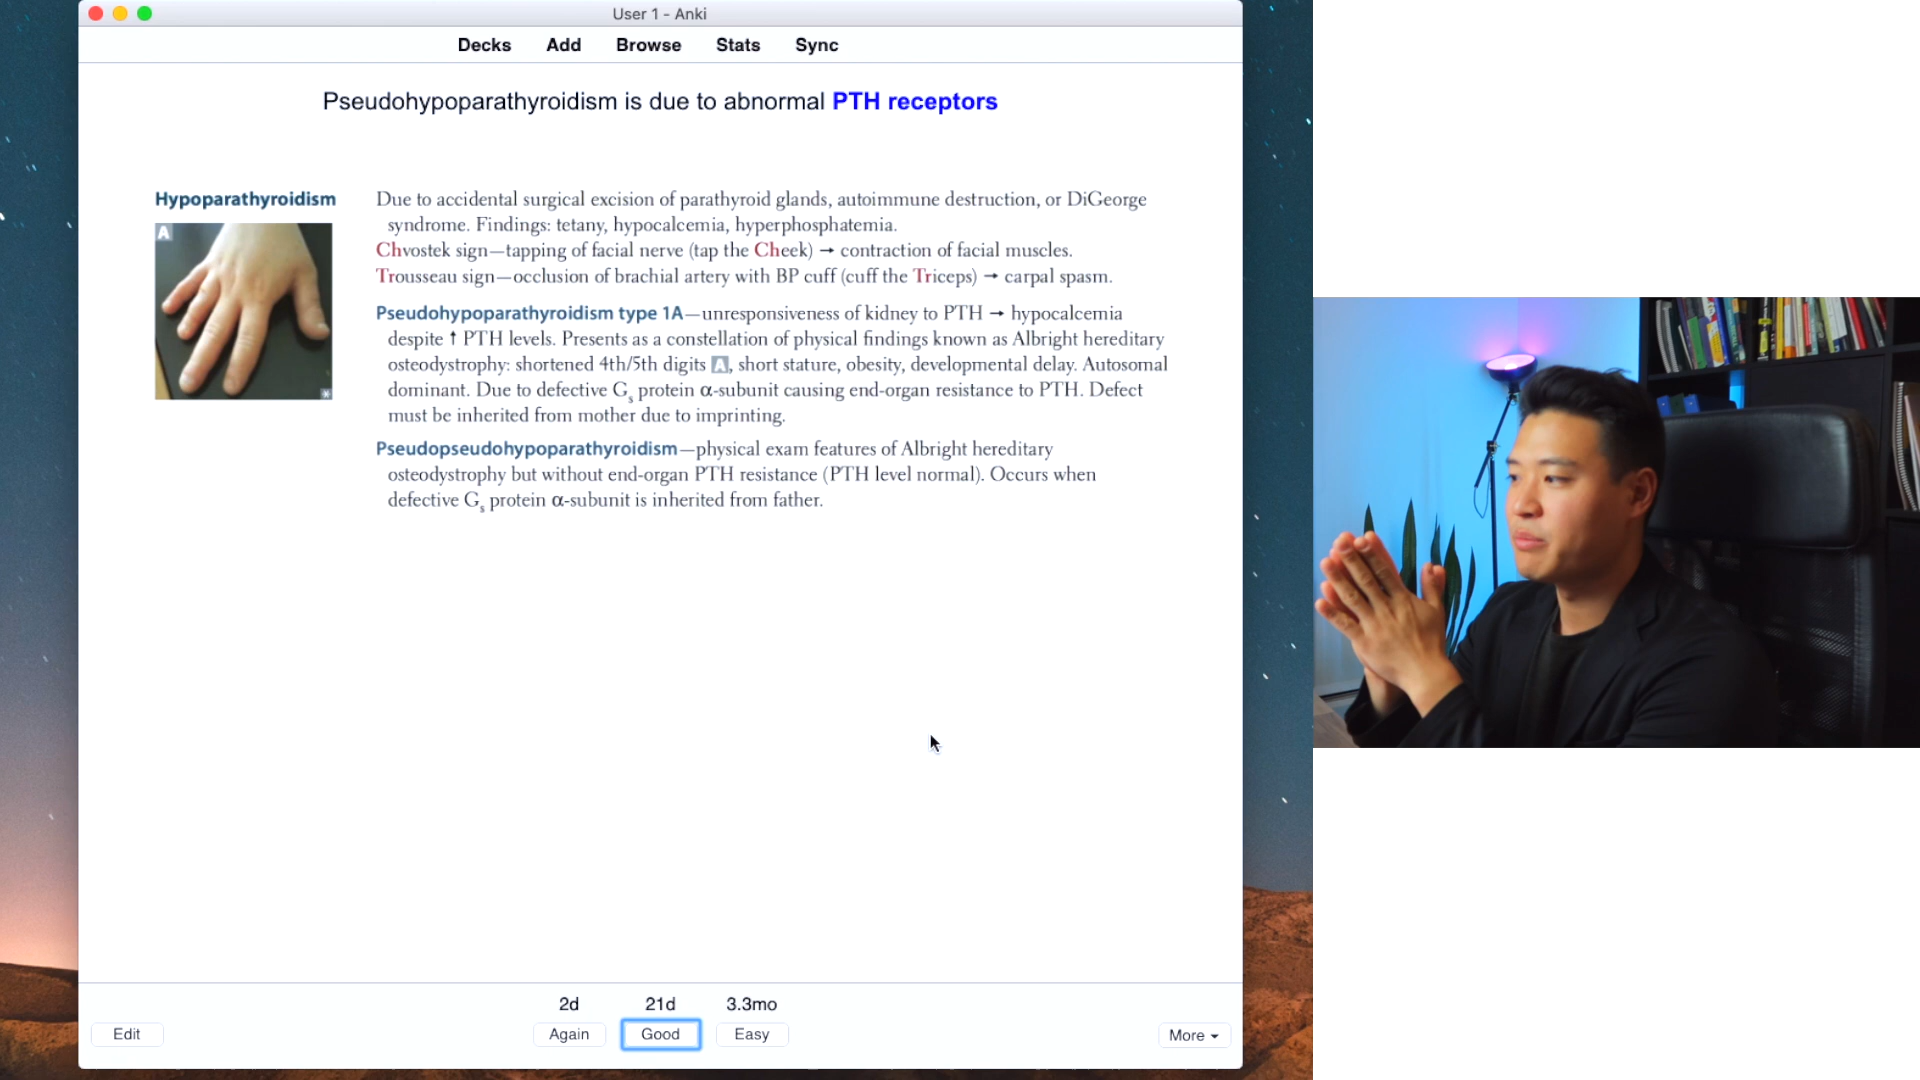 User 1 - Anki
Decks Add Browse Stats Sync
Pseudohypoparathyroidism is due to abnormal PTH receptors
Hypoparathyroidism
A
Due to accidental surgical excision of parathyroid glands, autoimmune destruction, or DiGeorge
syndrome. Findings: tetany, hypocalcemia, hyperphosphatemia.
Chvostek sign—tapping of facial nerve (tap the Cheek) → contraction of facial muscles.
Trousseau sign—occlusion of brachial artery with BP cuff (cuff the Triceps) → carpal spasm.
Pseudohypoparathyroidism type 1A—unresponsiveness of kidney to PTH → hypocalcemia
despite ↑ PTH levels. Presents as a constellation of physical findings known as Albright hereditary
osteodystrophy: shortened 4th/5th digits A, short stature, obesity, developmental delay. Autosomal
dominant. Due to defective Gs protein α-subunit causing end-organ resistance to PTH. Defect
must be inherited from mother due to imprinting.
Pseudopseudohypoparathyroidism—physical exam features of Albright hereditary
osteodystrophy but without end-organ PTH resistance (PTH level normal). Occurs when
defective Gs protein α-subunit is inherited from father.
2d 21d 3.3mo
Edit Again Good Easy More